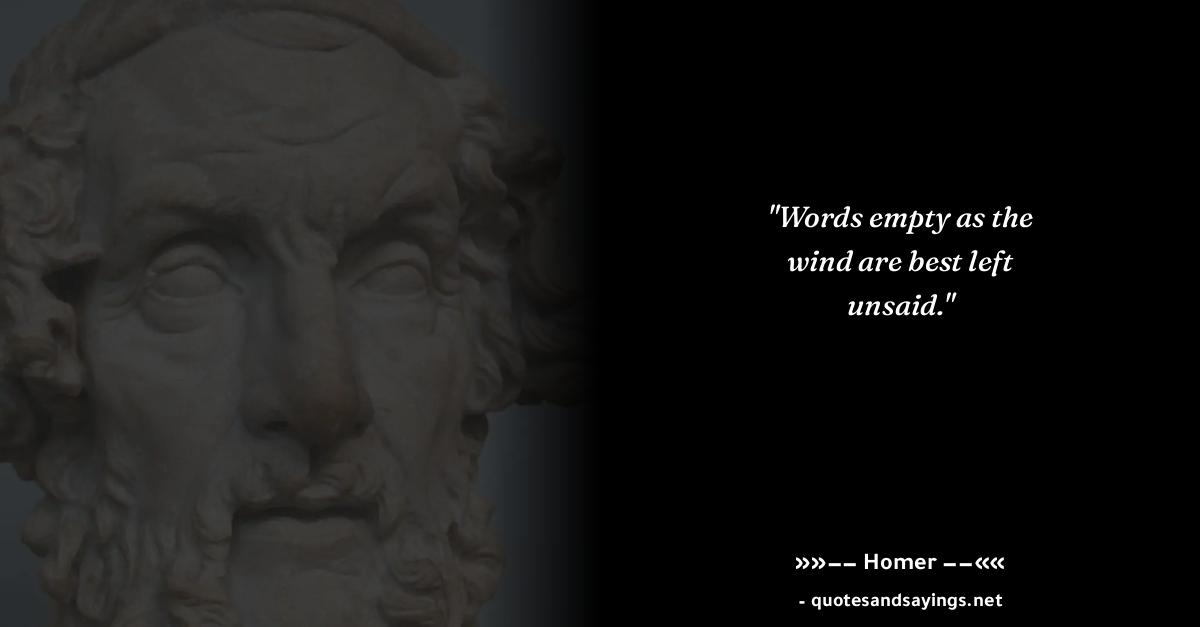 "Words empty as the
wind are best left
unsaid."
»»−− Homer −−««
- quotesandsayings.net